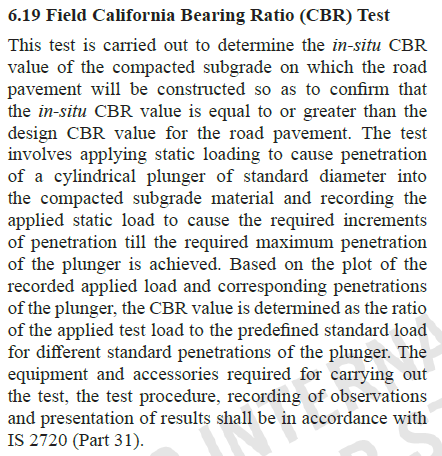 6.19 Field California Bearing Ratio (CBR) Test
This test is carried out to determine the in-situ CBR
value of the compacted subgrade on which the road
pavement will be constructed so as to confirm that
the in-situ CBR value is equal to or greater than the
design CBR value for the road pavement. The test
involves applying static loading to cause penetration
of a cylindrical plunger of standard diameter into
the compacted subgrade material and recording the
applied static load to cause the required increments
of penetration till the required maximum penetration
of the plunger is achieved. Based on the plot of the
recorded applied load and corresponding penetrations
of the plunger, the CBR value is determined as the ratio
of the applied test load to the predefined standard load
for different standard penetrations of the plunger. The
equipment and accessories required for carrying out
the test, the test procedure, recording of observations
and presentation of results shall be in accordance with
IS 2720 (Part 31).